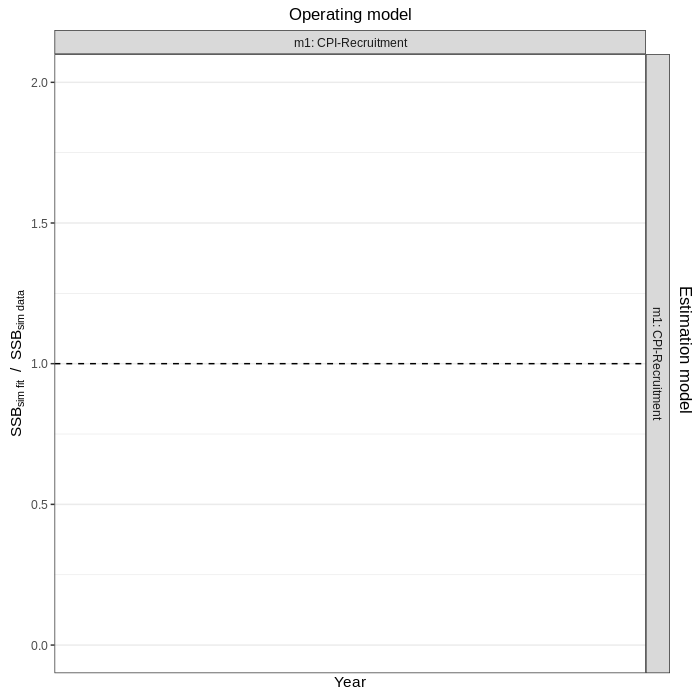 Operating model
m1: CPI-Recruitment
2.0
1.5
1.0
0.5
0.0
SSBsim fit / SSBsim data
m1: CPI-Recruitment
Estimation model
Year